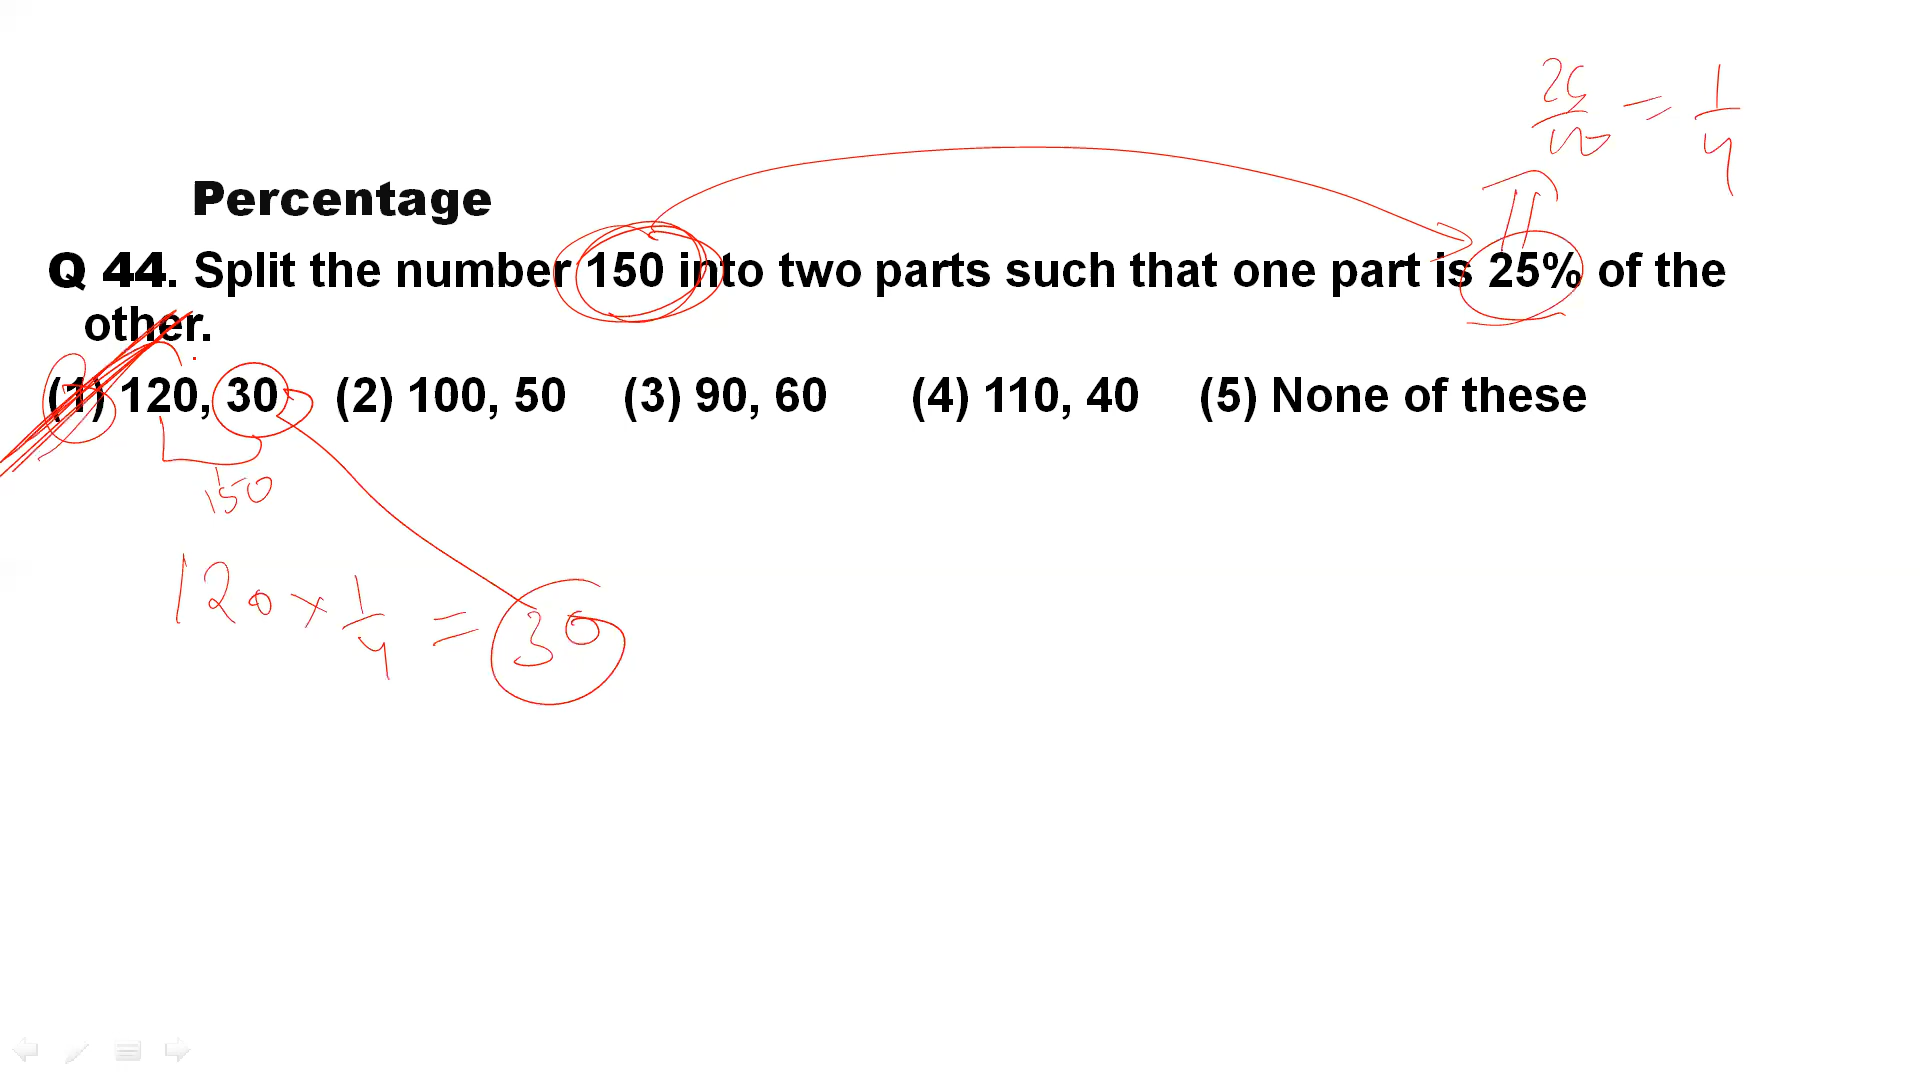 25/100 = 1/4
Percentage
Q 44. Split the number 150 into two parts such that one part is 25% of the
other.
(1) 120, 30 (2) 100, 50 (3) 90, 60 (4) 110, 40 (5) None of these
150
120 × 1/4 = 30